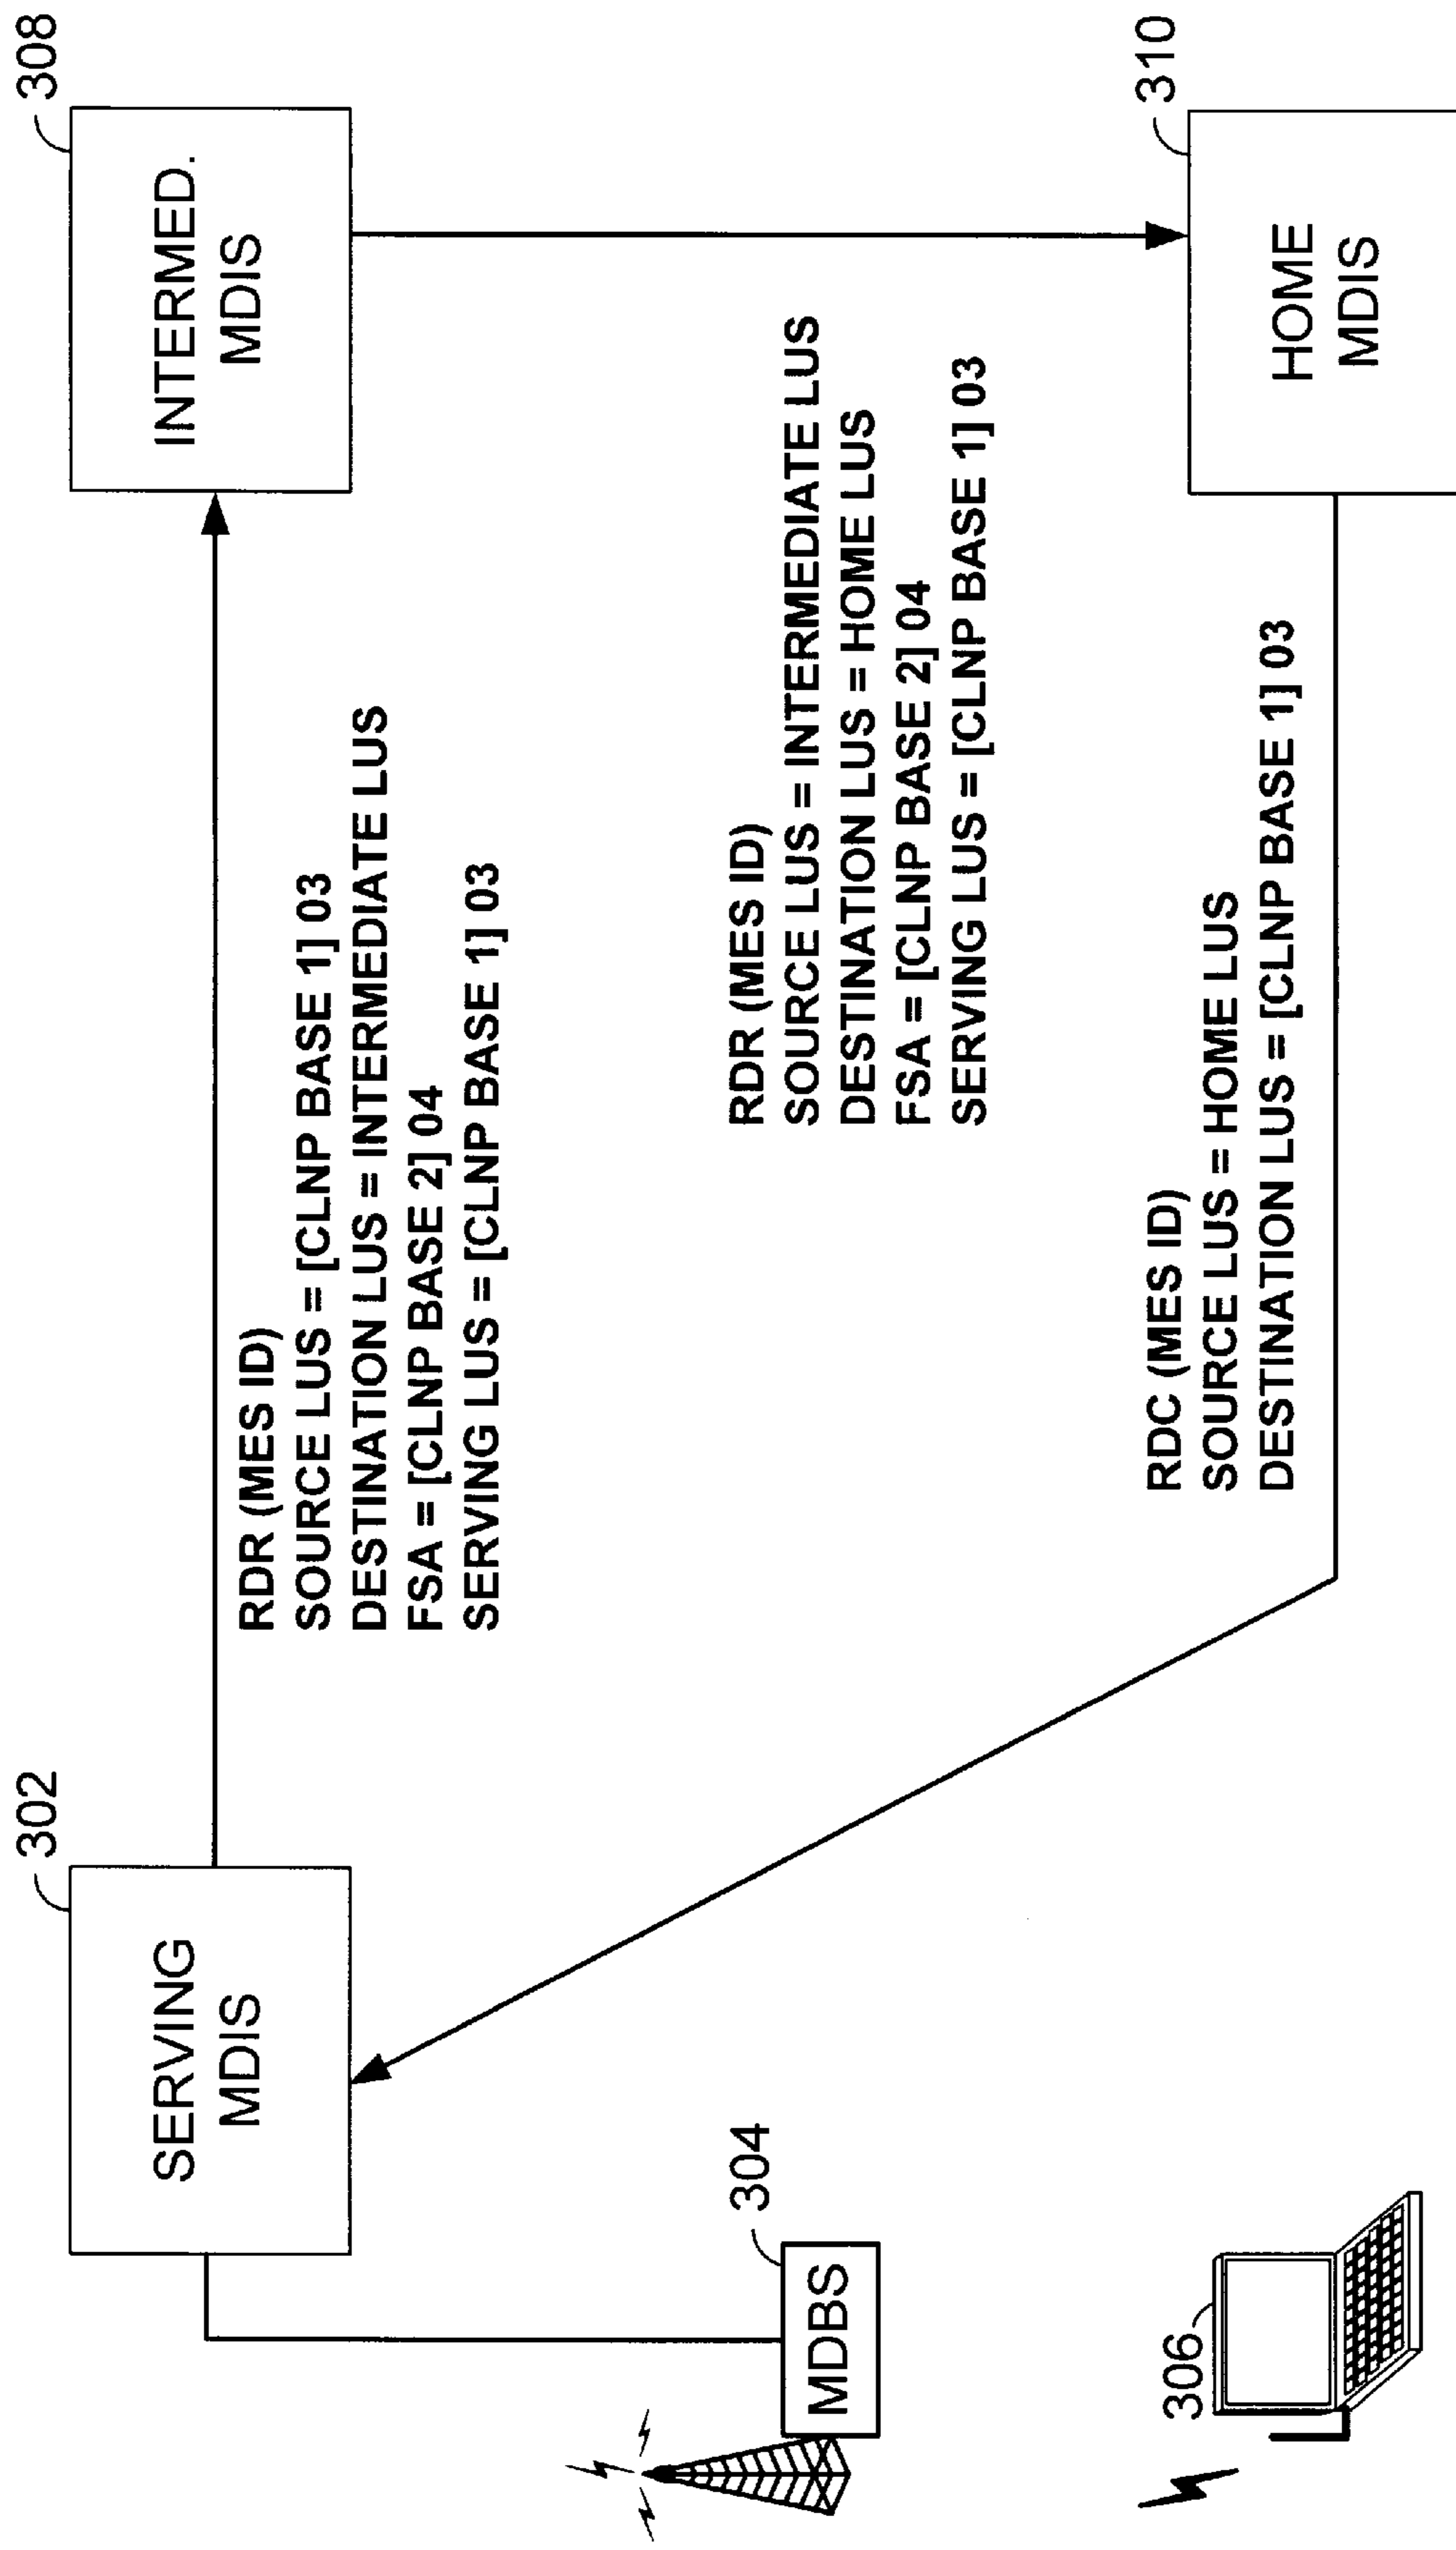 302
SERVING
MDIS
308
INTERMED.
MDIS
RDR (MES ID)
SOURCE LUS = [CLNP BASE 1] 03
DESTINATION LUS = INTERMEDIATE LUS
FSA = [CLNP BASE 2] 04
SERVING LUS = [CLNP BASE 1] 03
304
MDBS
RDR (MES ID)
SOURCE LUS = INTERMEDIATE LUS
DESTINATION LUS = HOME LUS
FSA = [CLNP BASE 2] 04
SERVING LUS = [CLNP BASE 1] 03
306
RDC (MES ID)
SOURCE LUS = HOME LUS
DESTINATION LUS = [CLNP BASE 1] 03
310
HOME
MDIS